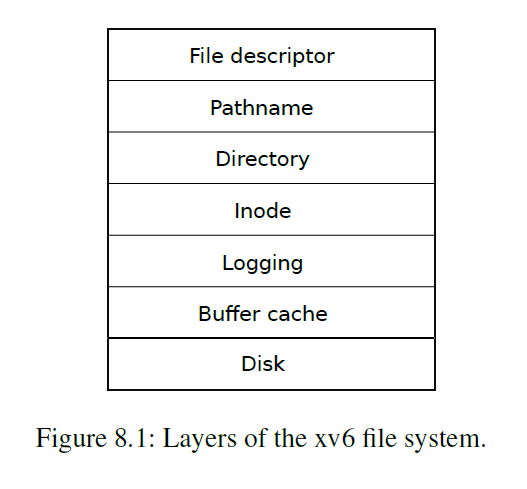 File descriptor
Pathname
Directory
Inode
Logging
Buffer cache
Disk
Figure 8.1: Layers of the xv6 file system.